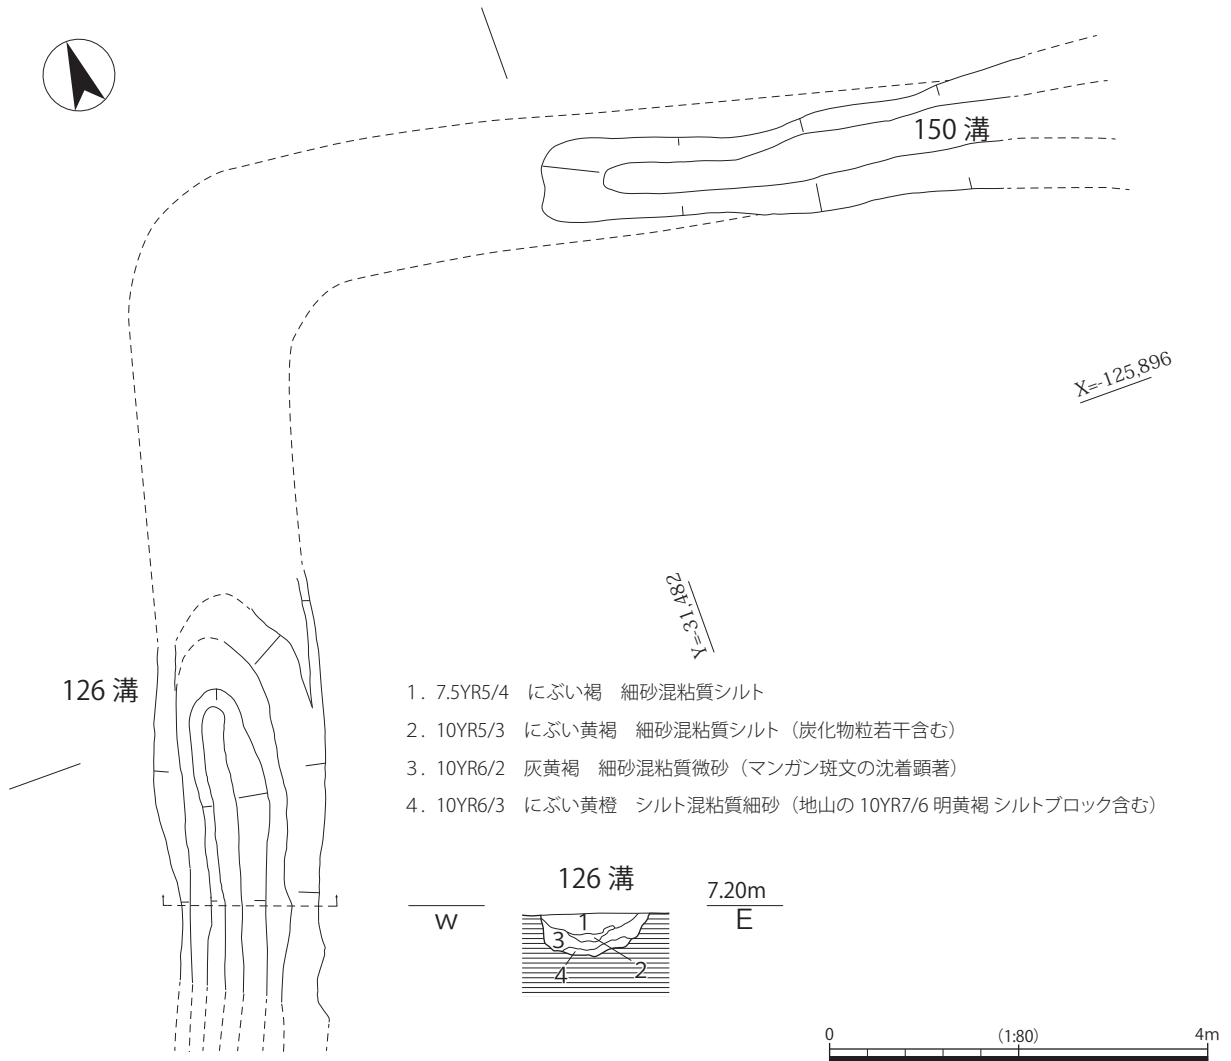 150 溝
X=-125,896
Y=-31,482
126 溝
1. 7.5YR5/4　にぶい褐　細砂混粘質シルト
2. 10YR5/3　にぶい黄褐　細砂混粘質シルト（炭化物粒若干含む）
3. 10YR6/2　灰黄褐　細砂混粘質微砂（マンガン斑文の沈着顕著）
4. 10YR6/3　にぶい黄橙　シルト混粘質細砂（地山の 10YR7/6 明黄褐 シルトブロック含む）
126 溝
7.20m
W
E
1
3
4
2
0
(1:80)
4m